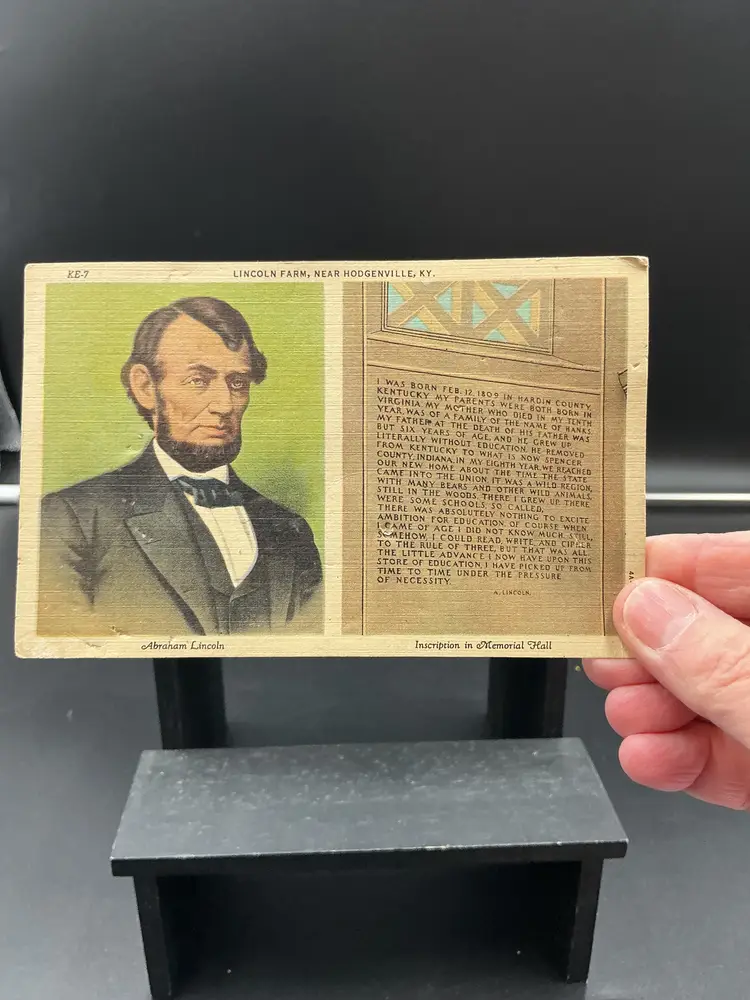 KE-7
LINCOLN FARM, NEAR HODGENVILLE, KY.
I WAS BORN FEB. 12, 1809 IN HARDIN COUNTY,
KENTUCKY. MY PARENTS WERE BOTH BORN IN
VIRGINIA. MY MOTHER WHO DIED IN MY TENTH
YEAR, WAS OF A FAMILY OF THE NAME OF HANKS.
MY FATHER AT THE DEATH OF HIS FATHER WAS
BUT SIX YEARS OF AGE, AND HE GREW UP
LITERALLY WITHOUT EDUCATION. HE REMOVED
FROM KENTUCKY TO WHAT IS NOW SPENCER
COUNTY, INDIANA, IN MY EIGHTH YEAR. WE REACHED
OUR NEW HOME ABOUT THE TIME THE STATE
CAME INTO THE UNION. IT WAS A WILD REGION,
WITH MANY BEARS AND OTHER WILD ANIMALS,
STILL IN THE WOODS. THERE I GREW UP. THERE
WERE SOME SCHOOLS, SO CALLED,
THERE WAS ABSOLUTELY NOTHING TO EXCITE
AMBITION FOR EDUCATION. OF COURSE WHEN
I CAME OF AGE I DID NOT KNOW MUCH. STILL,
SOMEHOW, I COULD READ, WRITE, AND CIPHER
TO THE RULE OF THREE, BUT THAT WAS ALL.
THE LITTLE ADVANCE I NOW HAVE UPON THIS
STORE OF EDUCATION, I HAVE PICKED UP FROM
TIME TO TIME UNDER THE PRESSURE
OF NECESSITY.
A. LINCOLN.
Abraham Lincoln
Inscription in Memorial Hall